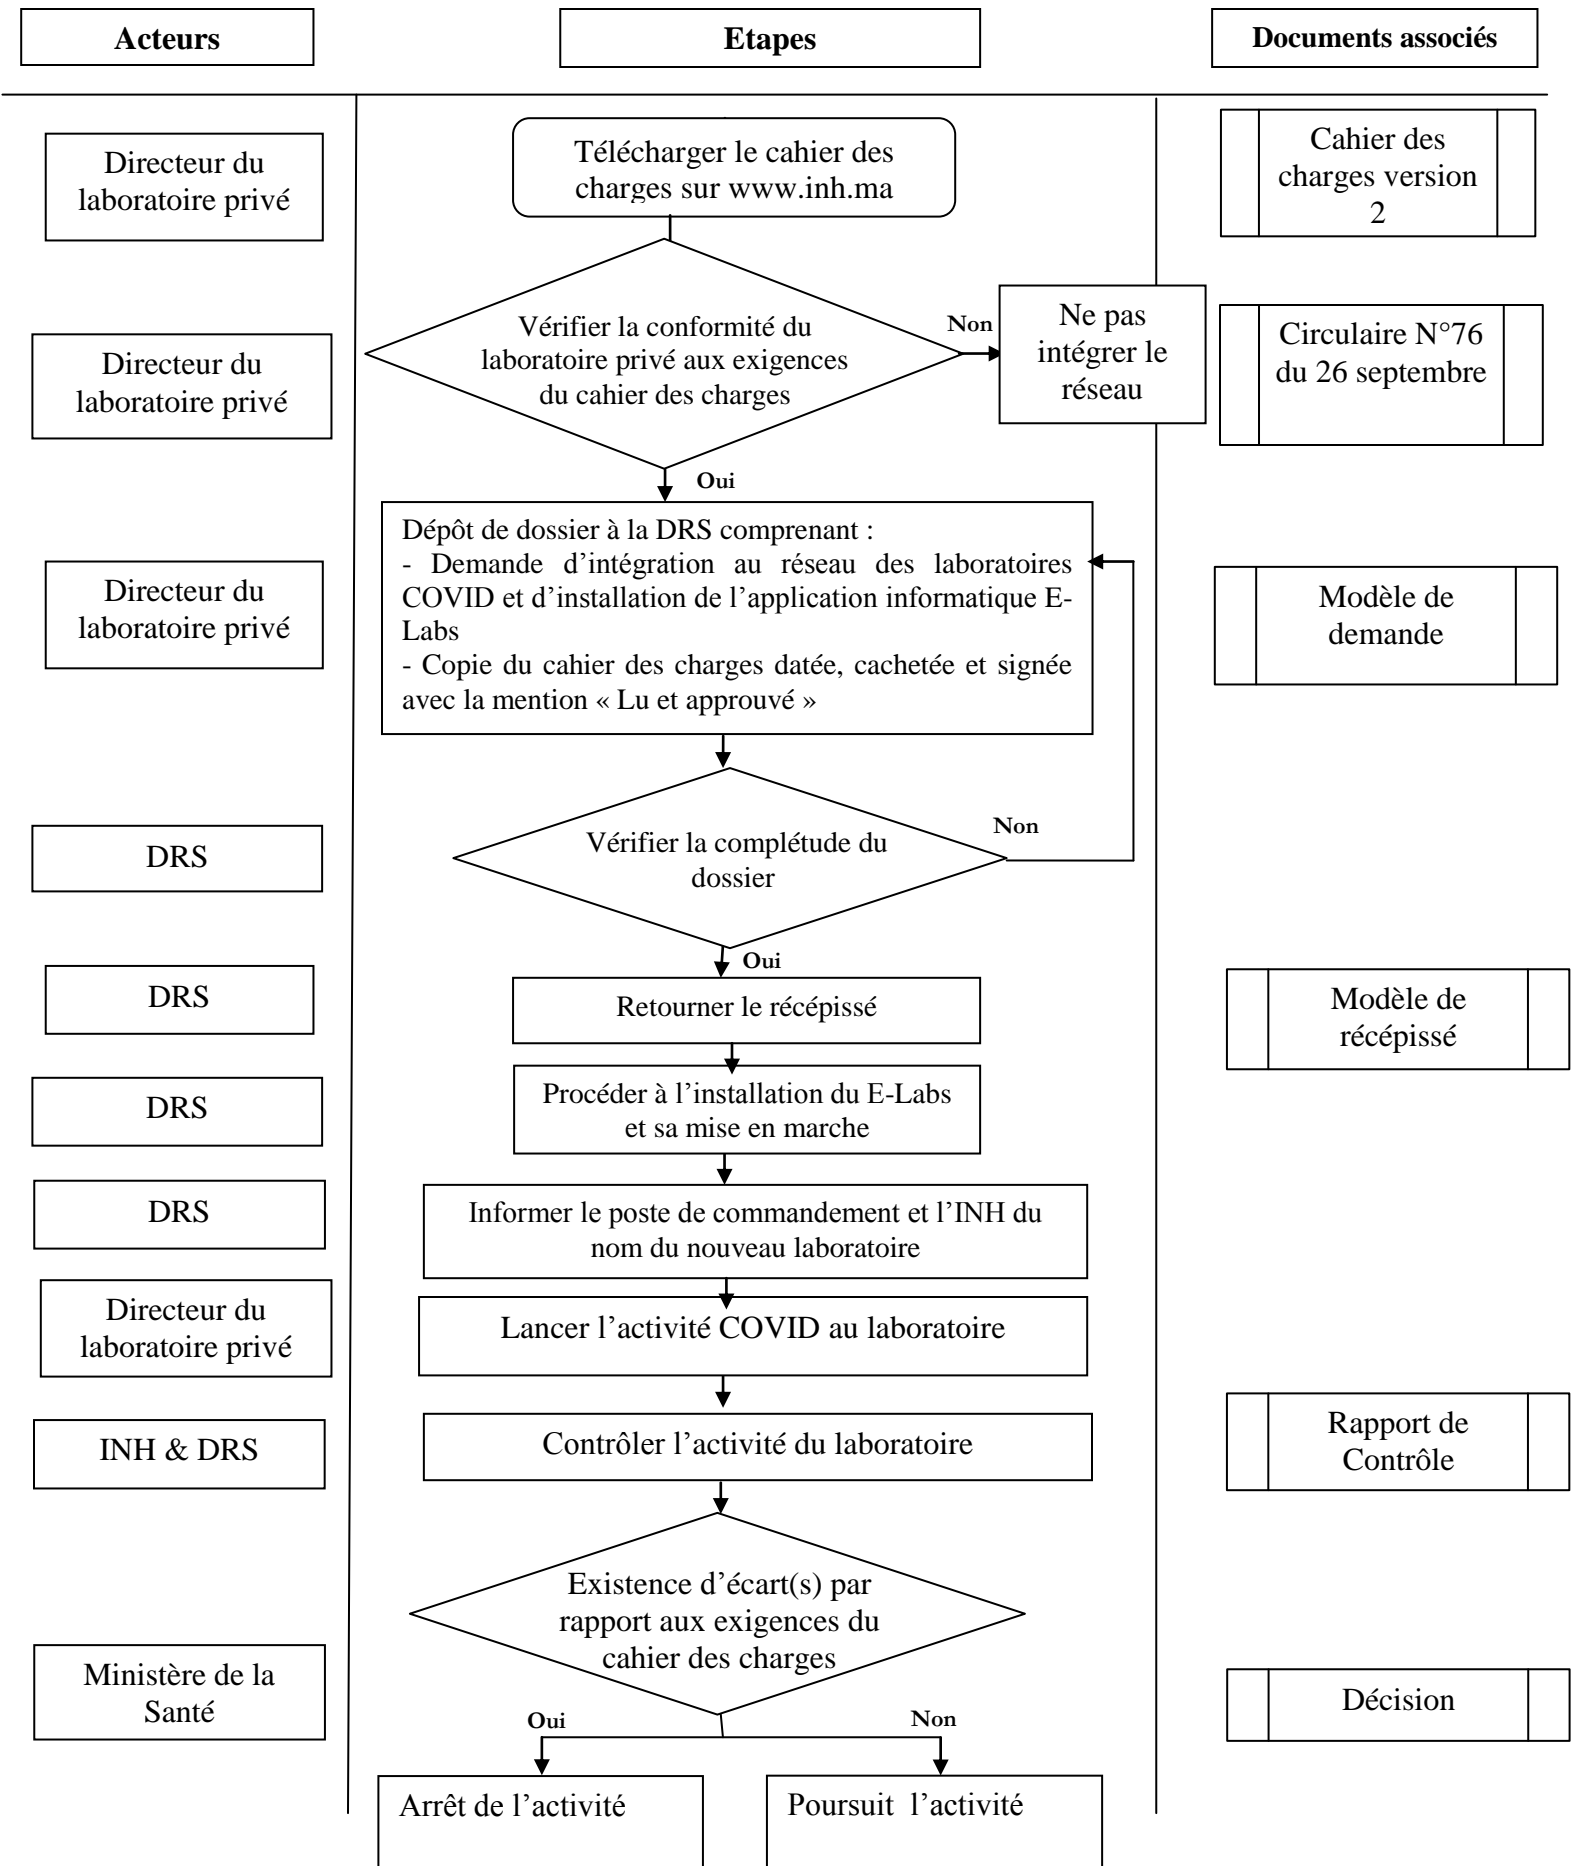 Acteurs
Etapes
Documents associés
Directeur du
laboratoire privé
Télécharger le cahier des
charges sur www.inh.ma
Cahier des
charges version
2
Directeur du
laboratoire privé
Vérifier la conformité du
laboratoire privé aux exigences
du cahier des charges
Non
Ne pas
intégrer le
réseau
Circulaire N°76
du 26 septembre
Oui
Directeur du
laboratoire privé
Dépôt de dossier à la DRS comprenant :
- Demande d’intégration au réseau des laboratoires
COVID et d’installation de l’application informatique E-
Labs
- Copie du cahier des charges datée, cachetée et signée
avec la mention « Lu et approuvé »
Modèle de
demande
DRS
Vérifier la complétude du
dossier
Non
Oui
DRS
Retourner le récépissé
Modèle de
récépissé
DRS
Procéder à l’installation du E-Labs
et sa mise en marche
DRS
Informer le poste de commandement et l’INH du
nom du nouveau laboratoire
Directeur du
laboratoire privé
Lancer l’activité COVID au laboratoire
INH & DRS
Contrôler l’activité du laboratoire
Rapport de
Contrôle
Existence d’écart(s) par
rapport aux exigences du
cahier des charges
Ministère de la
Santé
Décision
Oui
Non
Arrêt de l’activité
Poursuit  l’activité